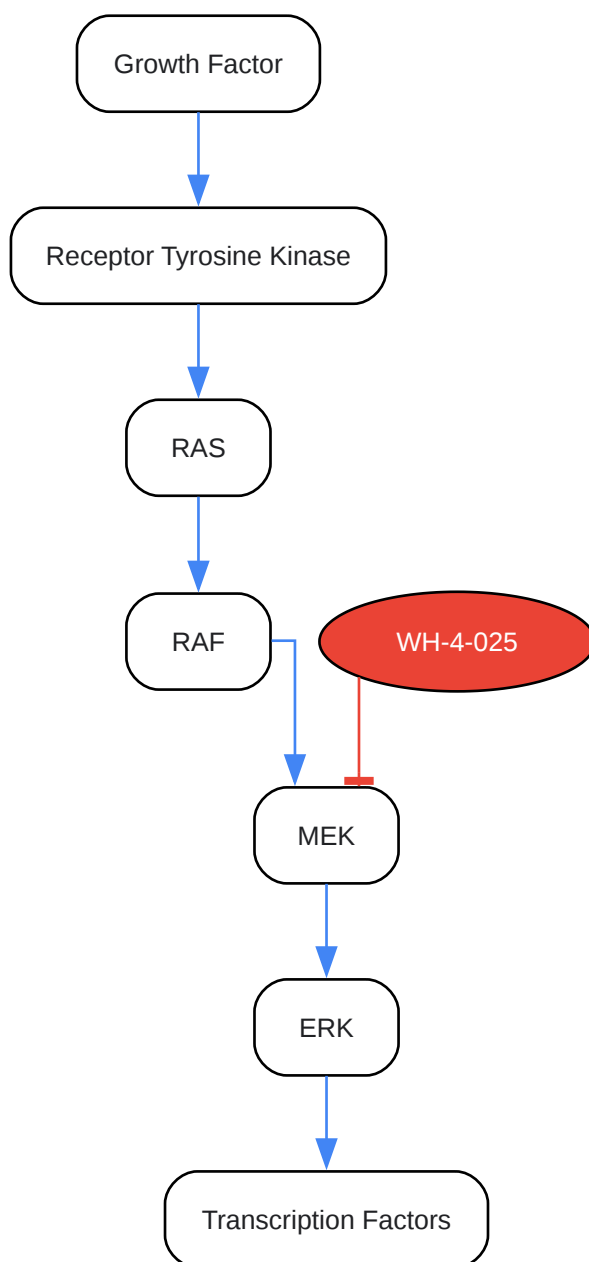 Growth Factor
Receptor Tyrosine Kinase
RAS
RAF
WH-4-025
MEK
ERK
Transcription Factors